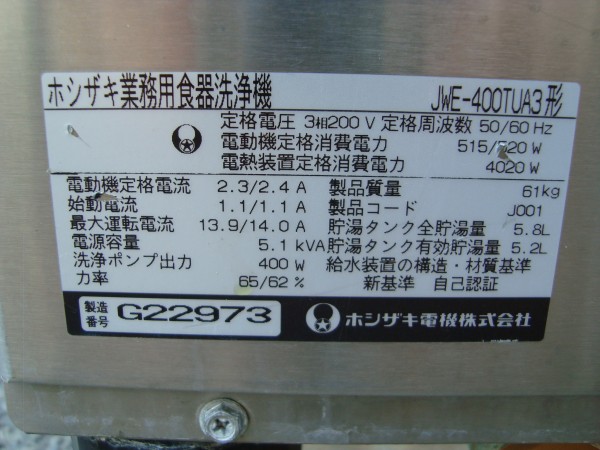 ホシザキ業務用食器洗浄機 JWE-400TUA3形
定格電圧 3相200 V 定格周波数 50/60 Hz
電動機定格消費電力 515/520 W
電熱装置定格消費電力 4020 W
電動機定格電流 2.3/2.4 A 製品質量 61kg
始動電流 1.1/1.1 A 製品コード J001
最大運転電流 13.9/14.0 A 貯湯タンク全貯湯量 5.8L
電源容量 5.1 kVA 貯湯タンク有効貯湯量 5.2L
洗浄ポンプ出力 400 W 給水装置の構造・材質基準
力率 65/62 % 新基準 自己認証
製造番号 G22973 ホシザキ電機株式会社